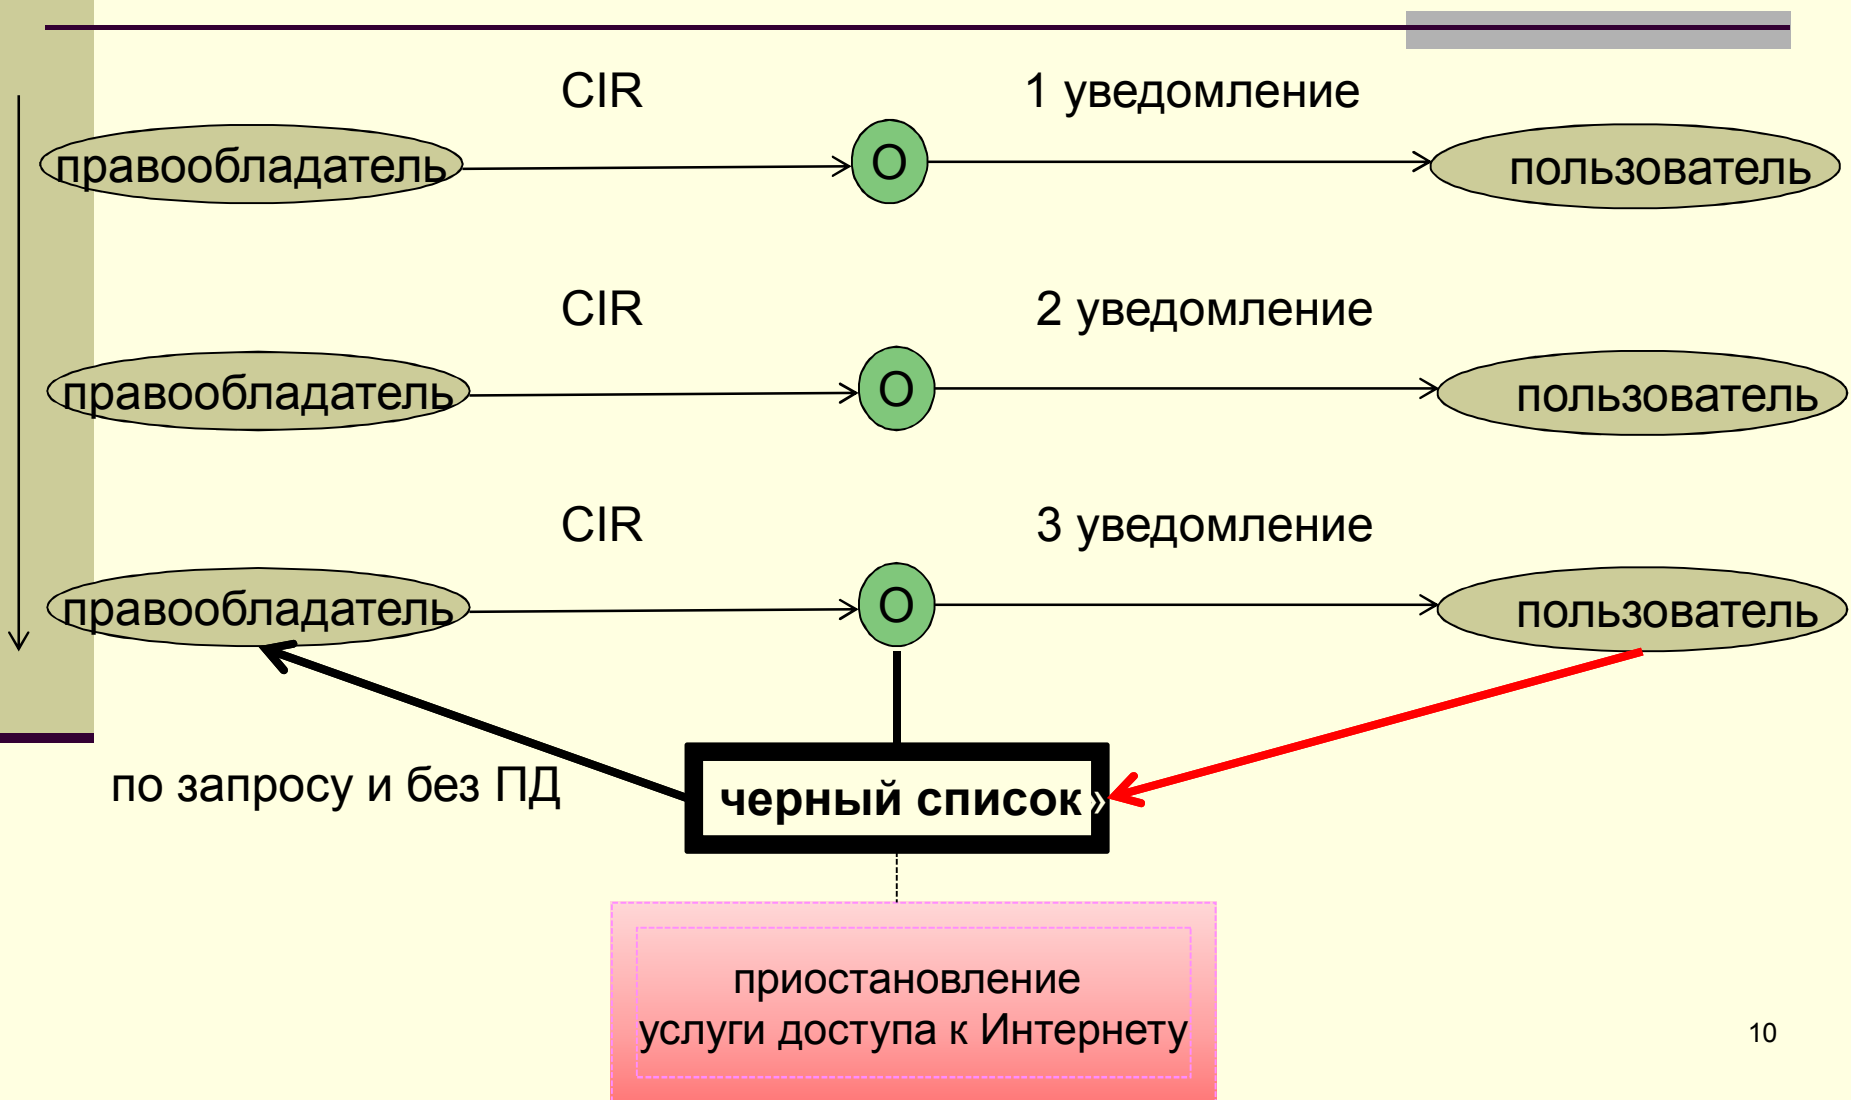 CIR
1 уведомление
правообладатель
О
пользователь
CIR
2 уведомление
правообладатель
О
пользователь
CIR
3 уведомление
правообладатель
О
пользователь
по запросу и без ПД
черный список»
приостановление
услуги доступа к Интернету
10